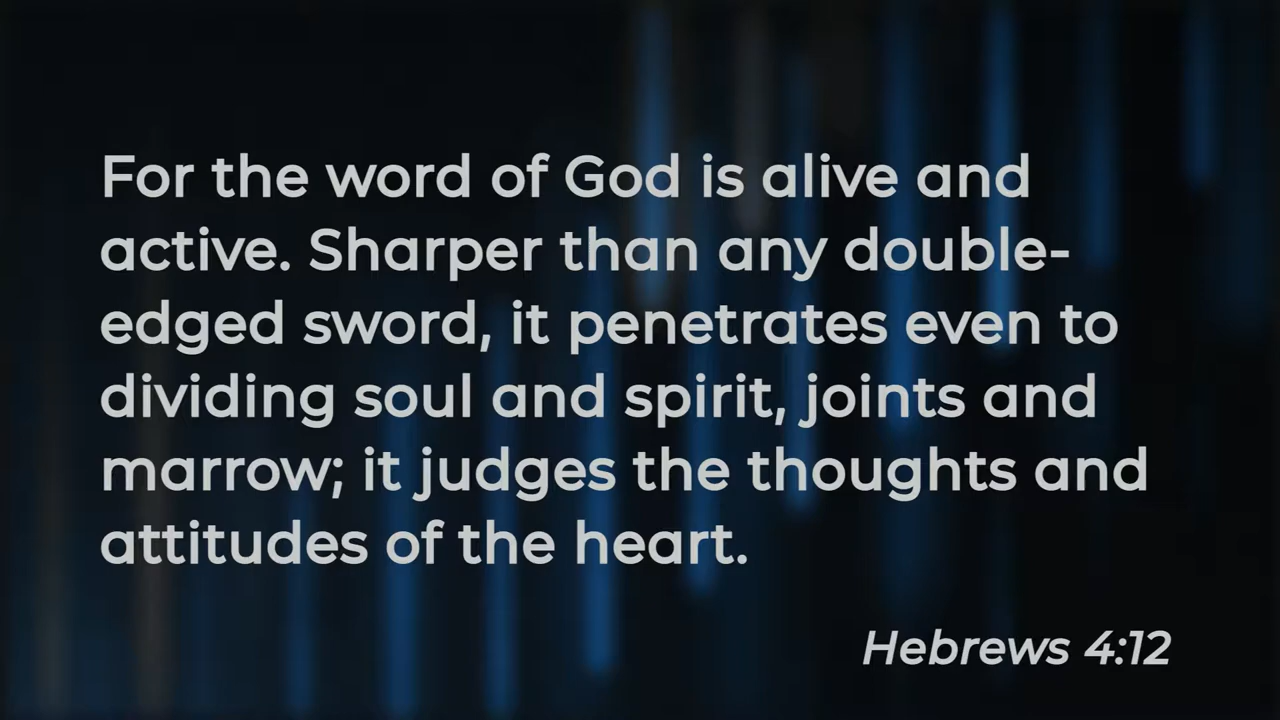 For the word of God is alive and
active. Sharper than any double-
edged sword, it penetrates even to
dividing soul and spirit, joints and
marrow; it judges the thoughts and
attitudes of the heart.
Hebrews 4:12